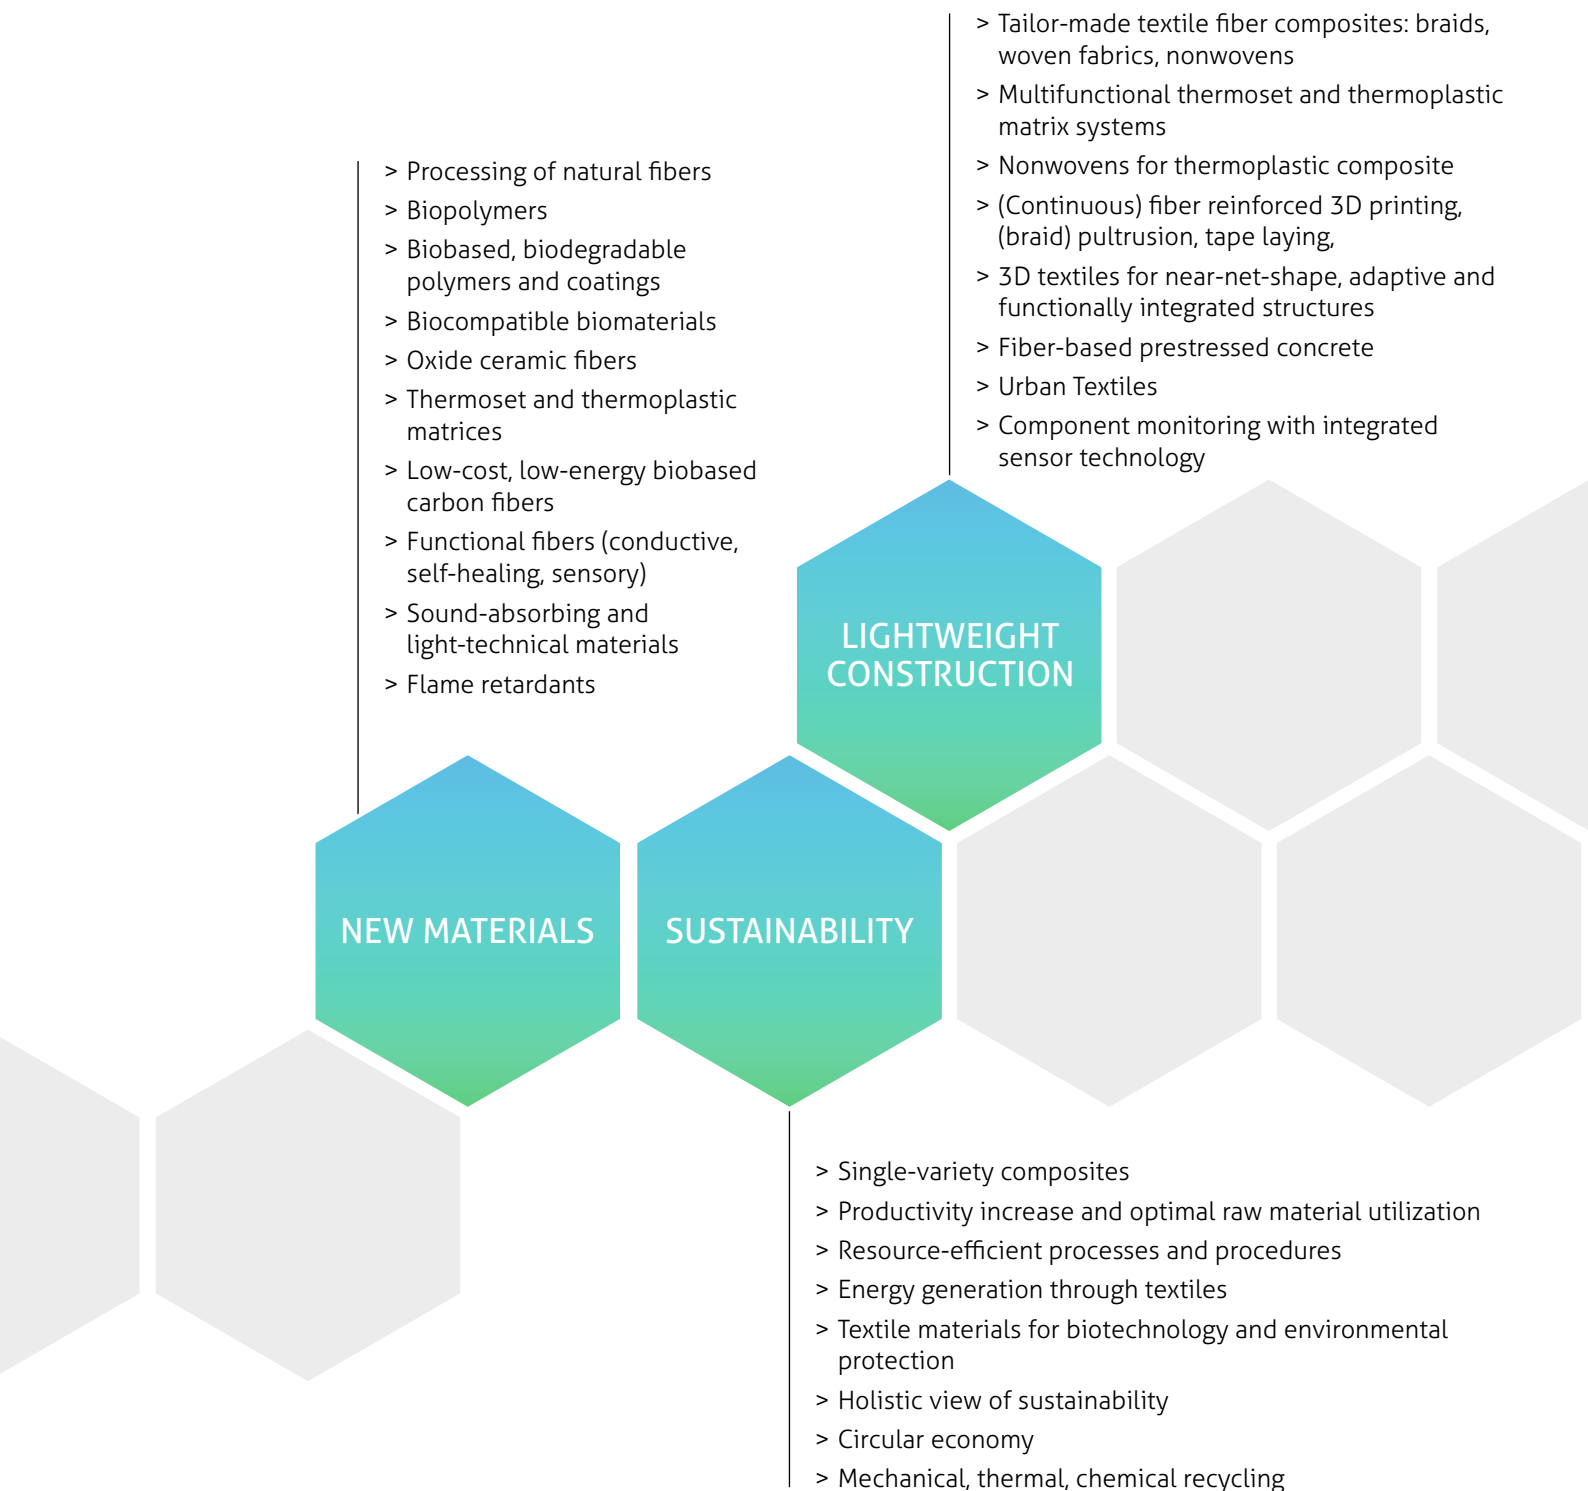 > Tailor-made textile fiber composites: braids,
woven fabrics, nonwovens
> Multifunctional thermoset and thermoplastic
matrix systems
> Nonwovens for thermoplastic composite
> (Continuous) fiber reinforced 3D printing,
(braid) pultrusion, tape laying,
> 3D textiles for near-net-shape, adaptive and
functionally integrated structures
> Fiber-based prestressed concrete
> Urban Textiles
> Component monitoring with integrated
sensor technology
> Processing of natural fibers
> Biopolymers
> Biobased, biodegradable
polymers and coatings
> Biocompatible biomaterials
> Oxide ceramic fibers
> Thermoset and thermoplastic
matrices
> Low-cost, low-energy biobased
carbon fibers
> Functional fibers (conductive,
self-healing, sensory)
> Sound-absorbing and
light-technical materials
> Flame retardants
LIGHTWEIGHT
CONSTRUCTION
NEW MATERIALS
SUSTAINABILITY
> Single-variety composites
> Productivity increase and optimal raw material utilization
> Resource-efficient processes and procedures
> Energy generation through textiles
> Textile materials for biotechnology and environmental
protection
> Holistic view of sustainability
> Circular economy
> Mechanical, thermal, chemical recycling